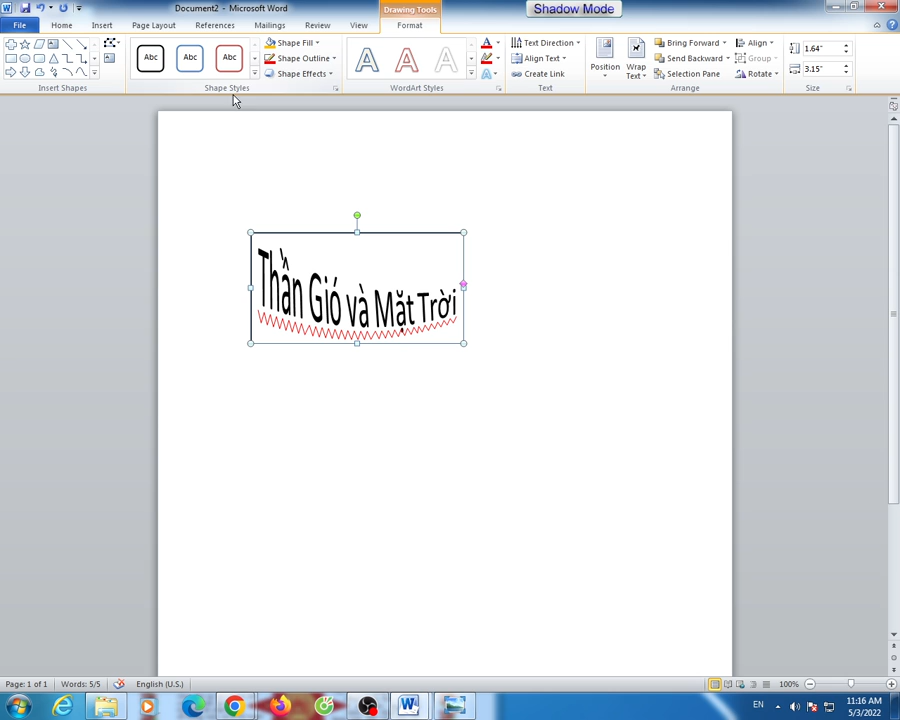 Document2 - Microsoft Word
Drawing Tools
Shadow Mode
File Home Insert Page Layout References Mailings Review View Format
Abc Abc Abc
Shape Fill
Shape Outline
Shape Effects
A A A
Text Direction
Align Text
Create Link
Position
Wrap Text
Bring Forward
Send Backward
Selection Pane
Align
Group
Rotate
1.64"
3.15"
Insert Shapes Shape Styles WordArt Styles Text Arrange Size
Thần Gió và Mặt Trời
Page: 1 of 1 Words: 5/5 English (U.S.) 100%
EN 11:16 AM
5/3/2022